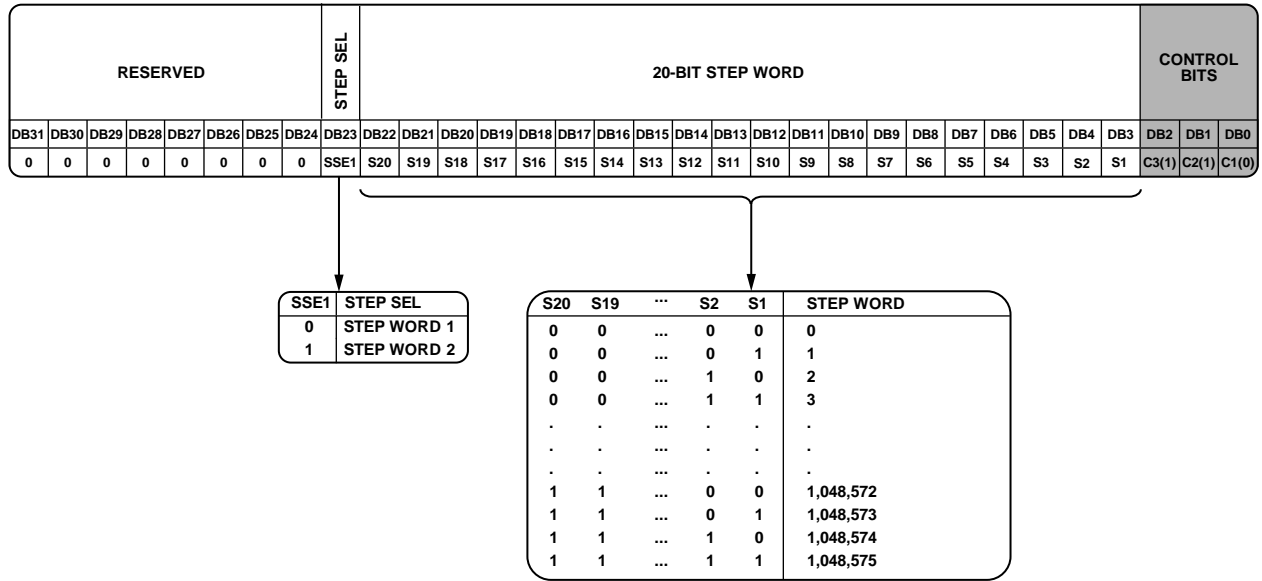 RESERVED STEP SEL 20-BIT STEP WORD CONTROL BITS
DB31 DB30 DB29 DB28 DB27 DB26 DB25 DB24 DB23 DB22 DB21 DB20 DB19 DB18 DB17 DB16 DB15 DB14 DB13 DB12 DB11 DB10 DB9 DB8 DB7 DB6 DB5 DB4 DB3 DB2 DB1 DB0
0 0 0 0 0 0 0 0 SSE1 S20 S19 S18 S17 S16 S15 S14 S13 S12 S11 S10 S9 S8 S7 S6 S5 S4 S3 S2 S1 C3(1) C2(1) C1(0)
SSE1 STEP SEL
0 STEP WORD 1
1 STEP WORD 2
S20 S19 ... S2 S1 STEP WORD
0 0 ... 0 0 0
0 0 ... 0 1 1
0 0 ... 1 0 2
0 0 ... 1 1 3
. . ... . . .
. . ... . . .
. . ... . . .
1 1 ... 0 0 1,048,572
1 1 ... 0 1 1,048,573
1 1 ... 1 0 1,048,574
1 1 ... 1 1 1,048,575